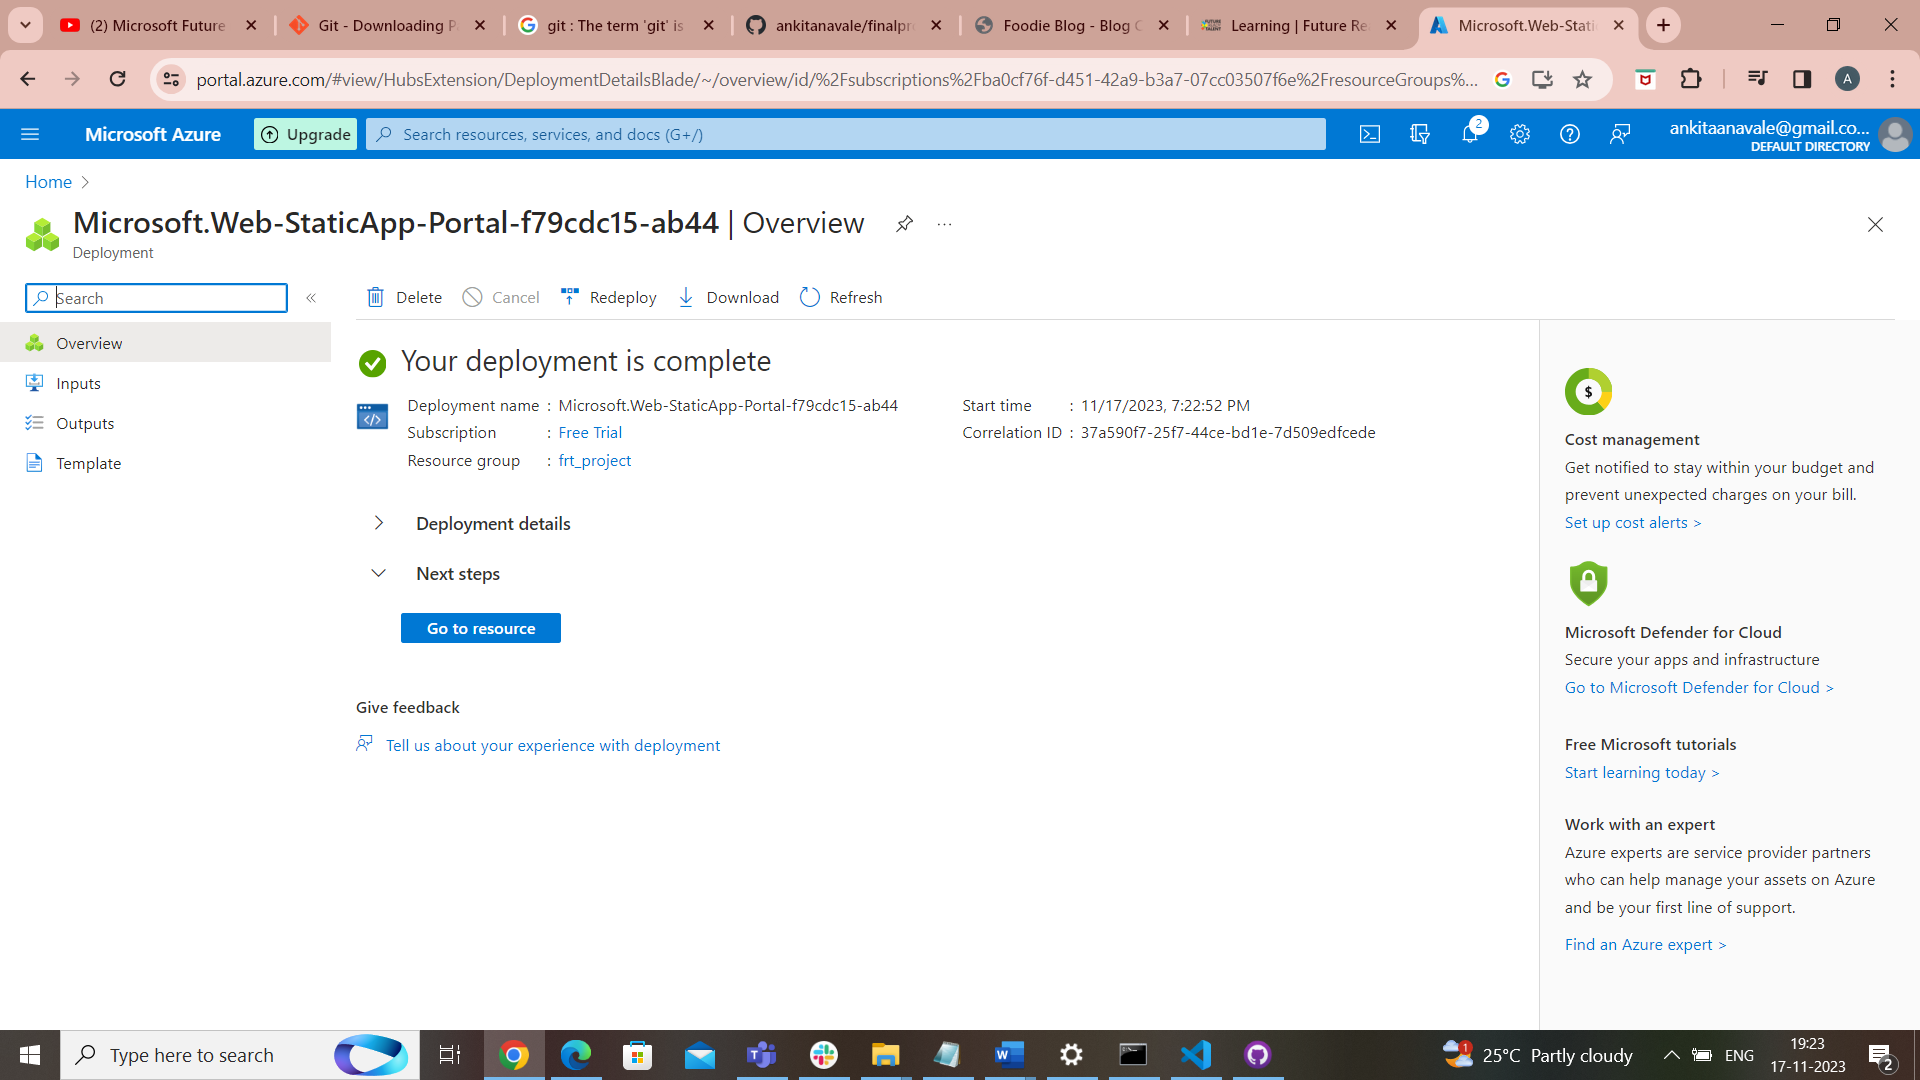 (2) Microsoft Future
Git - Downloading P
git : The term 'git' is
ankitanavale/finalpr
Foodie Blog - Blog C
Learning | Future Re
Microsoft.Web-Stati
portal.azure.com/#view/HubsExtension/DeploymentDetailsBlade/~/overview/id/%2Fsubscriptions%2Fba0cf76f-d451-42a9-b3a7-07cc03507f6e%2FresourceGroups%...
A
Microsoft Azure
Upgrade
Search resources, services, and docs (G+/)
2
ankitaanavale@gmail.co...
DEFAULT DIRECTORY
Home
Microsoft.Web-StaticApp-Portal-f79cdc15-ab44 | Overview
...
Deployment
Search
Overview
Inputs
Outputs
Template
Delete
Cancel
Redeploy
Download
Refresh
Your deployment is complete
Deployment name : Microsoft.Web-StaticApp-Portal-f79cdc15-ab44
Subscription : Free Trial
Resource group : frt_project
Start time : 11/17/2023, 7:22:52 PM
Correlation ID : 37a590f7-25f7-44ce-bd1e-7d509edfcede
Deployment details
Next steps
Go to resource
Give feedback
Tell us about your experience with deployment
$
Cost management
Get notified to stay within your budget and
prevent unexpected charges on your bill.
Set up cost alerts >
Microsoft Defender for Cloud
Secure your apps and infrastructure
Go to Microsoft Defender for Cloud >
Free Microsoft tutorials
Start learning today >
Work with an expert
Azure experts are service provider partners
who can help manage your assets on Azure
and be your first line of support.
Find an Azure expert >
Type here to search
1
25°C Partly cloudy
ENG
19:23
17-11-2023
2